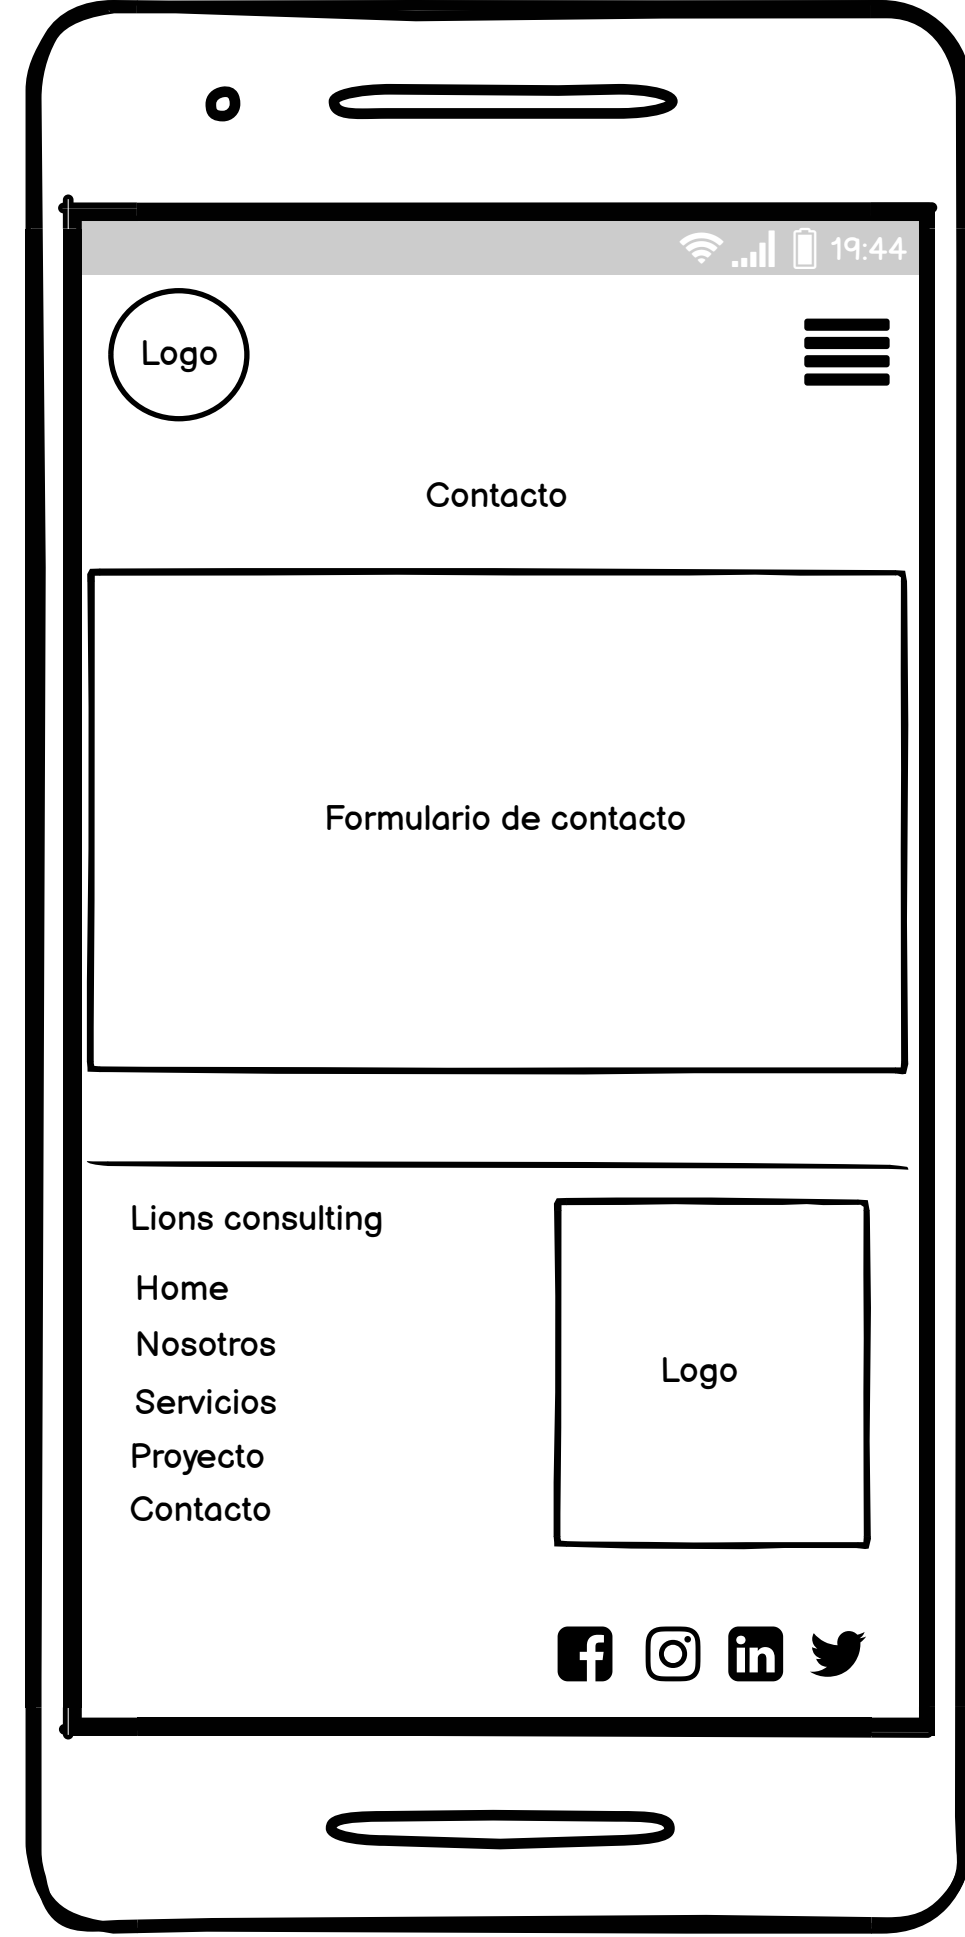 19:44
Logo
Contacto
Formulario de contacto
Lions consulting
Home
Nosotros
Servicios
Proyecto
Contacto
Logo